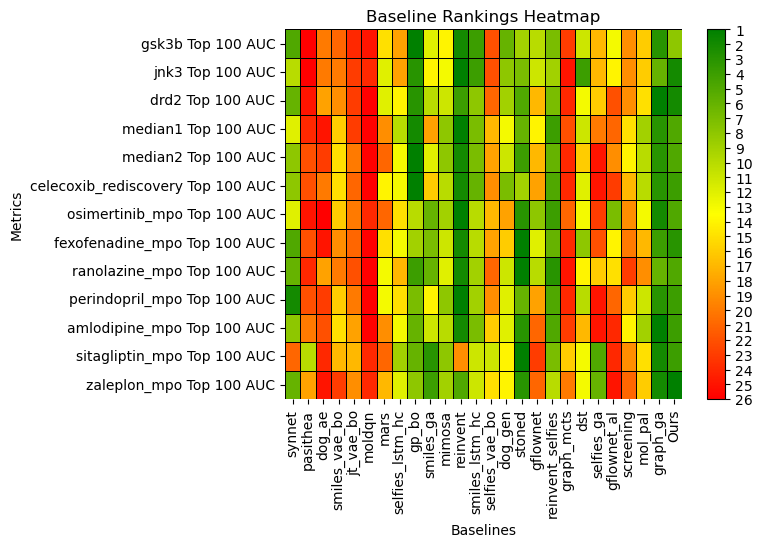 Baseline Rankings Heatmap
Metrics
gsk3b Top 100 AUC
jnk3 Top 100 AUC
drd2 Top 100 AUC
median1 Top 100 AUC
median2 Top 100 AUC
celecoxib_rediscovery Top 100 AUC
osimertinib_mpo Top 100 AUC
fexofenadine_mpo Top 100 AUC
ranolazine_mpo Top 100 AUC
perindopril_mpo Top 100 AUC
amlodipine_mpo Top 100 AUC
sitagliptin_mpo Top 100 AUC
zaleplon_mpo Top 100 AUC
synnet
pasithea
dog_ae
smiles_vae_bo
jt_vae_bo
moldqn
mars
selfies_lstm_hc
gp_bo
smiles_ga
mimosa
reinvent
smiles_lstm_hc
selfies_vae_bo
dog_gen
stoned
gflownet
reinvent_selfies
graph_mcts
dst
selfies_ga
gflownet_al
screening
mol_pal
graph_ga
Ours
Baselines
1
2
3
4
5
6
7
8
9
10
11
12
13
14
15
16
17
18
19
20
21
22
23
24
25
26